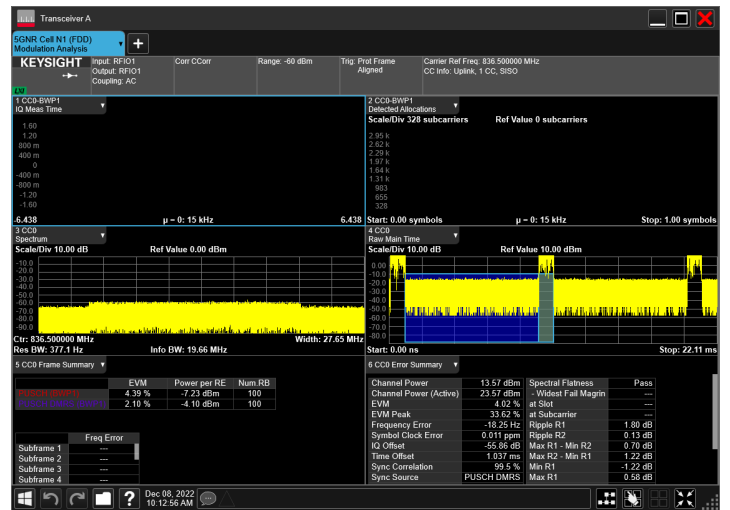 Transceiver A
5GNR Cell N1 (FDD)
Modulation Analysis
KEYSIGHT
LXI
Input: RFIO1
Output: RFIO1
Coupling: AC
Corr CCorr
Range: -60 dBm
Trig: Prot Frame
Aligned
Carrier Ref Freq: 836.500000 MHz
CC Info: Uplink, 1 CC, SISO
1 CC0-BWP1
IQ Meas Time
1.60
1.20
800 m
400 m
0
-400 m
-800 m
-1.20
-1.60
-6.438 μ = 0: 15 kHz 6.438
2 CC0-BWP1
Detected Allocations
Scale/Div 328 subcarriers Ref Value 0 subcarriers
2.95 k
2.62 k
2.29 k
1.97 k
1.64 k
1.31 k
983
655
328
Start: 0.00 symbols μ = 0: 15 kHz Stop: 1.00 symbols
3 CC0
Spectrum
Scale/Div 10.00 dB Ref Value 0.00 dBm
-10.0
-20.0
-30.0
-40.0
-50.0
-60.0
-70.0
-80.0
-90.0
Ctr: 836.500000 MHz Width: 27.65 MHz
Res BW: 377.1 Hz Info BW: 19.66 MHz
4 CC0
Raw Main Time
Scale/Div 10.00 dB Ref Value 10.00 dBm
0.00
-10.0
-20.0
-30.0
-40.0
-50.0
-60.0
-70.0
-80.0
Start: 0.00 ns Stop: 22.11 ms
5 CC0 Frame Summary
EVM Power per RE Num.RB
4.39 % -7.23 dBm 100
2.10 % -4.10 dBm 100
Freq Error
Subframe 1 ---
Subframe 2 ---
Subframe 3 ---
Subframe 4 ---
6 CC0 Error Summary
Channel Power 13.57 dBm Spectral Flatness Pass
Channel Power (Active) 23.57 dBm - Widest Fail Magrin ---
EVM 4.02 % at Slot ---
EVM Peak 33.62 % at Subcarrier ---
Frequency Error -18.25 Hz Ripple R1 1.80 dB
Symbol Clock Error 0.011 ppm Ripple R2 0.13 dB
IQ Offset -55.86 dB Max R1 - Min R2 0.70 dB
Time Offset 1.037 ms Max R2 - Min R1 1.22 dB
Sync Correlation 99.5 % Min R1 -1.22 dB
Sync Source PUSCH DMRS Max R1 0.58 dB
Dec 08, 2022
10:12:56 AM